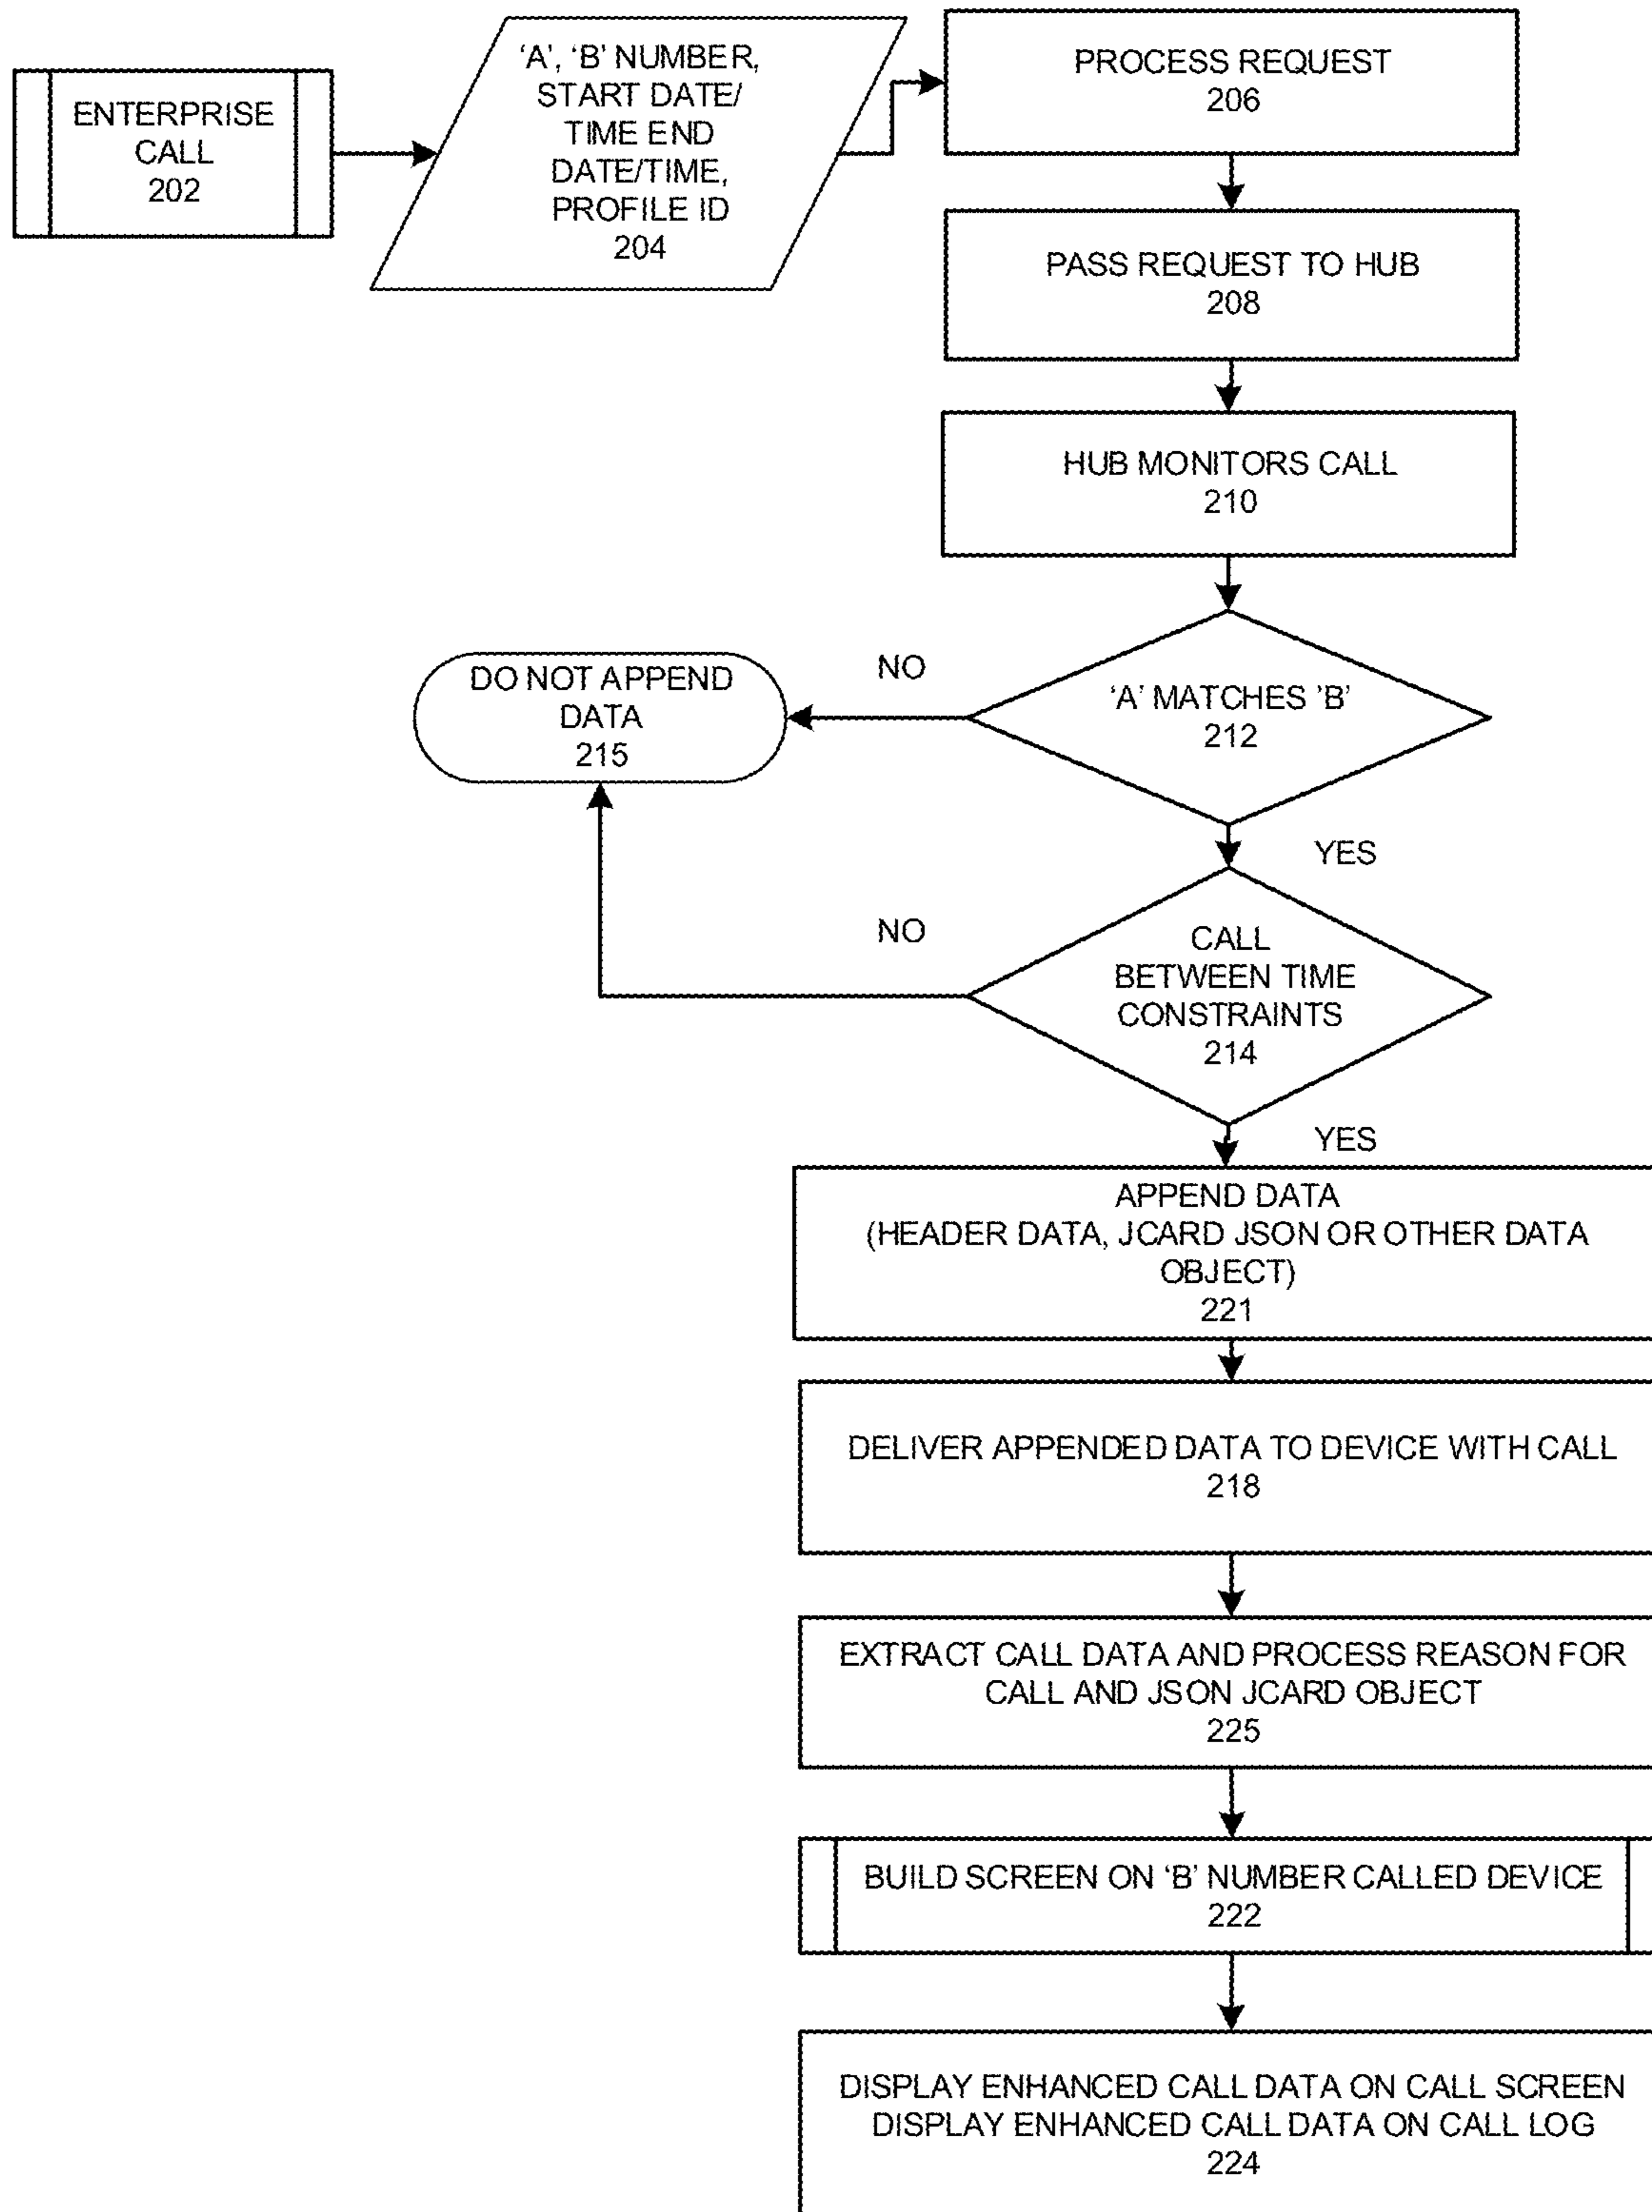 ENTERPRISE
CALL
202
‘A’, ‘B’ NUMBER,
START DATE/
TIME END
DATE/TIME,
PROFILE ID
204
PROCESS REQUEST
206
PASS REQUEST TO HUB
208
HUB MONITORS CALL
210
‘A’ MATCHES ‘B’
212
NO
DO NOT APPEND
DATA
215
YES
CALL
BETWEEN TIME
CONSTRAINTS
214
NO
YES
APPEND DATA
(HEADER DATA, JCARD JSON OR OTHER DATA
OBJECT)
221
DELIVER APPENDED DATA TO DEVICE WITH CALL
218
EXTRACT CALL DATA AND PROCESS REASON FOR
CALL AND JSON JCARD OBJECT
225
BUILD SCREEN ON ‘B’ NUMBER CALLED DEVICE
222
DISPLAY ENHANCED CALL DATA ON CALL SCREEN
DISPLAY ENHANCED CALL DATA ON CALL LOG
224